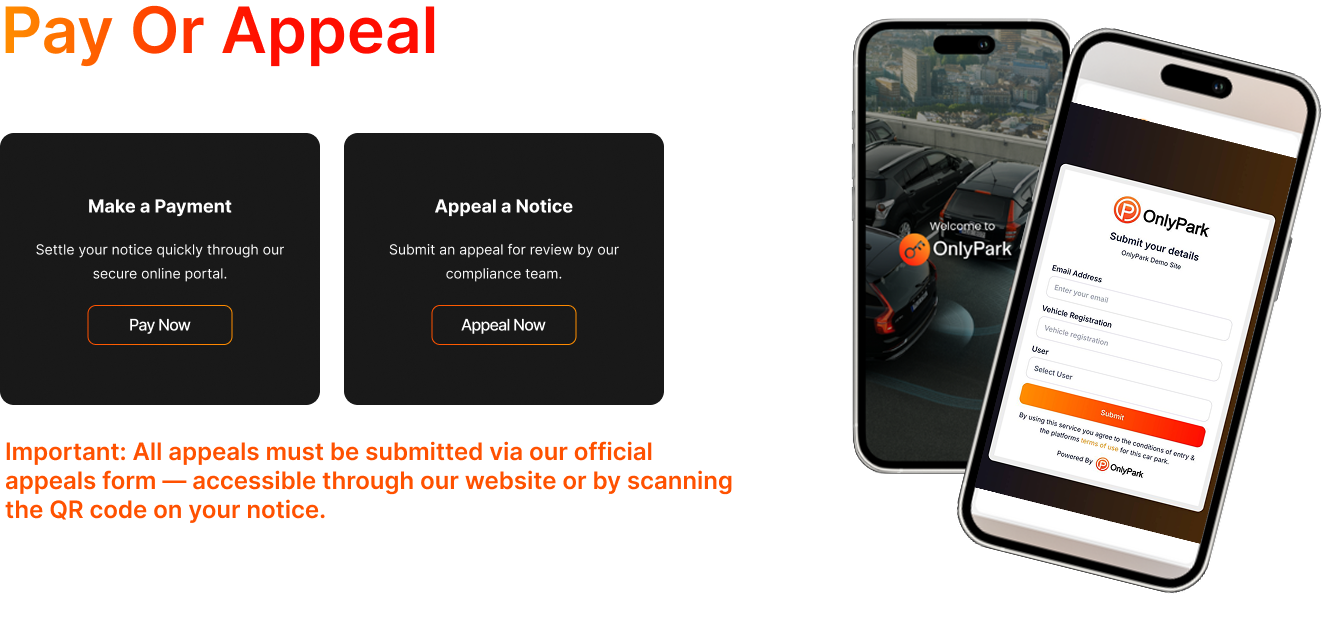 Pay Or Appeal
Make a Payment
Settle your notice quickly through our
secure online portal.
Pay Now
Appeal a Notice
Submit an appeal for review by our
compliance team.
Appeal Now
Important: All appeals must be submitted via our official
appeals form — accessible through our website or by scanning
the QR code on your notice.
Welcome to
OnlyPark
OnlyPark
Submit your details
OnlyPark Demo Site
Email Address
Enter your email
Vehicle Registration
Vehicle registration
User
Select User
Submit
By using this service you agree to the conditions of entry &
the platforms terms of use for this car park.
Powered By OnlyPark